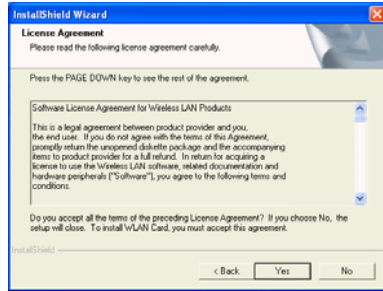 InstallShield Wizard
License Agreement
Please read the following license agreement carefully.
Press the PAGE DOWN key to see the rest of the agreement.
Software License Agreement for Wireless LAN Products
This is a legal agreement between product provider and you,
the end user. If you do not agree with the terms of this Agreement,
promptly return the unopened diskette package and the accompanying
items to product provider for a full refund. In return for acquiring a
license to use the Wireless LAN software, related documentation and
hardware peripherals ("Software"), you agree to the following terms and
conditions.
Do you accept all the terms of the preceding License Agreement? If you choose No, the
setup will close. To install WLAN Card, you must accept this agreement.
InstallShield
< Back Yes No